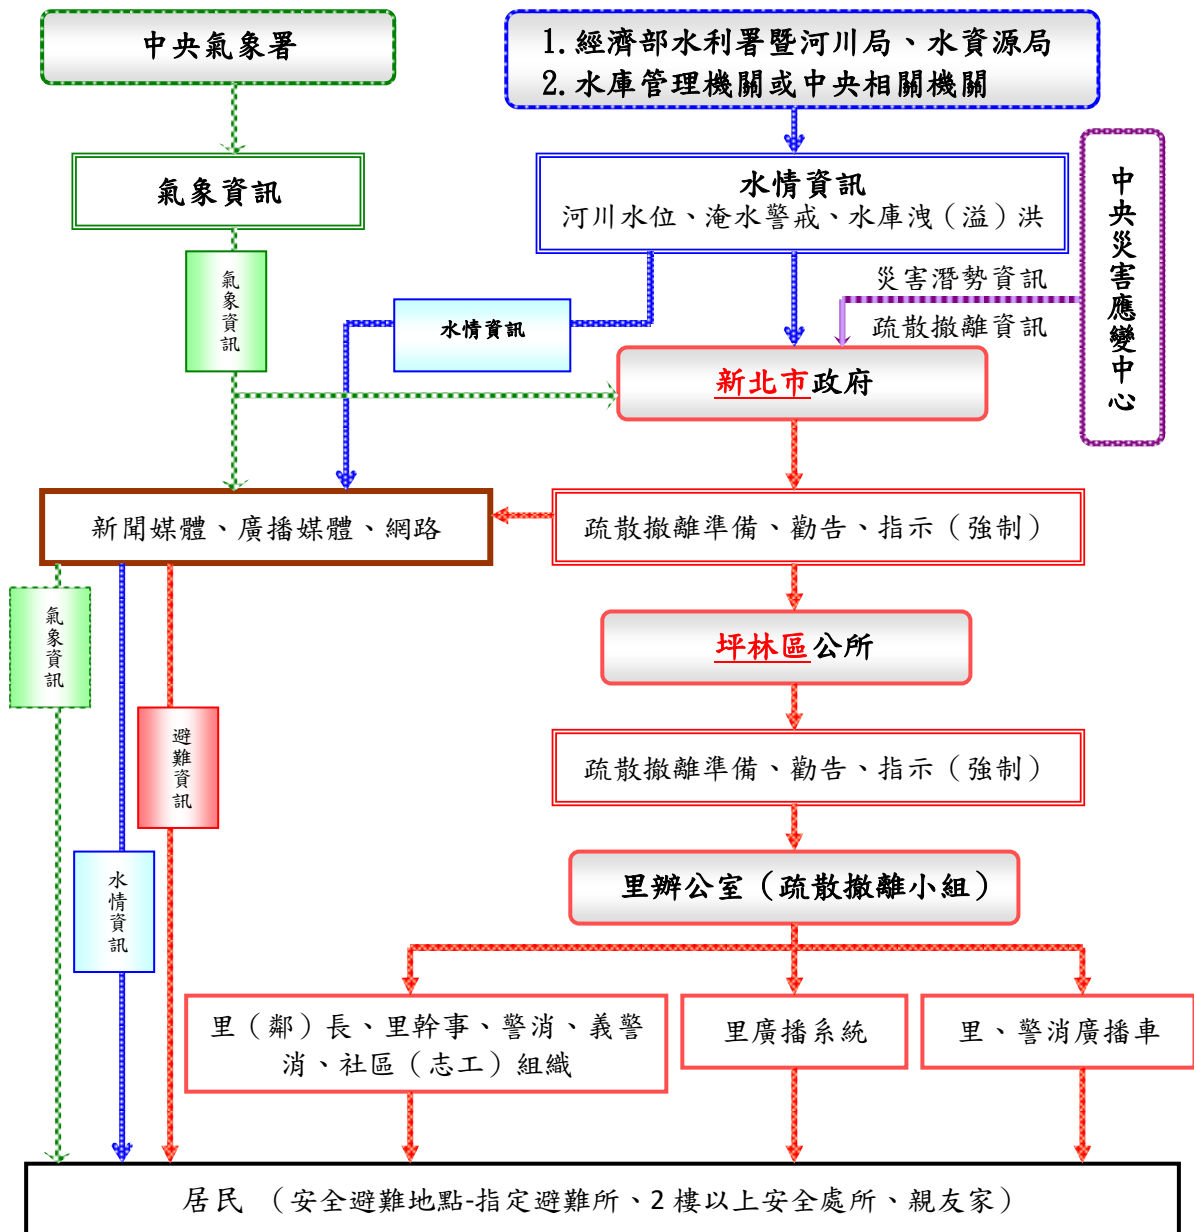 中央氣象署
1. 經濟部水利署暨河川局、水資源局
2. 水庫管理機關或中央相關機關
氣象資訊
水情資訊
河川水位、淹水警戒、水庫洩（溢）洪
中央災害應變中心
氣象資訊
水情資訊
災害潛勢資訊
疏散撤離資訊
新北市政府
新聞媒體、廣播媒體、網路
疏散撤離準備、勸告、指示（強制）
氣象資訊
坪林區公所
避難資訊
疏散撤離準備、勸告、指示（強制）
水情資訊
里辦公室（疏散撤離小組）
里（鄰）長、里幹事、警消、義警
消、社區（志工）組織
里廣播系統
里、警消廣播車
居民 （安全避難地點-指定避難所、2 樓以上安全處所、親友家）